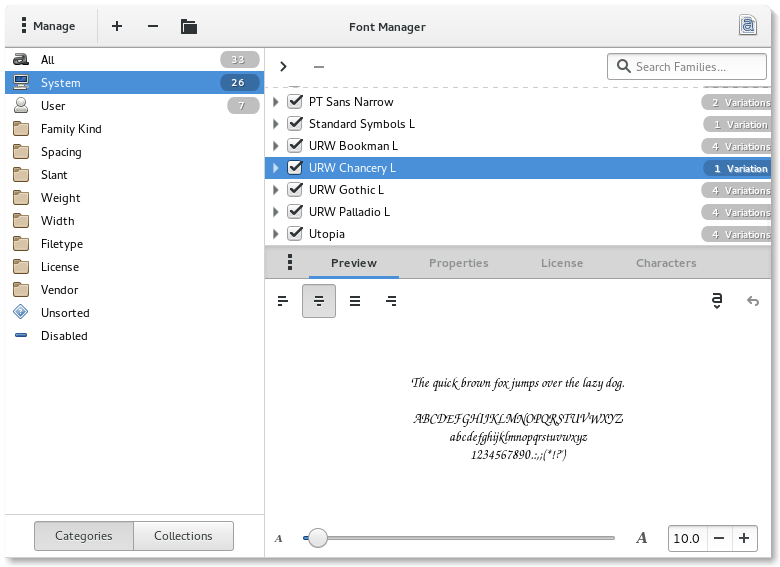 Manage
Font Manager
All 33
System 26
User 7
Family Kind
Spacing
Slant
Weight
Width
Filetype
License
Vendor
Unsorted
Disabled
Categories Collections
Search Families...
PT Sans Narrow 2 Variations
Standard Symbols L 1 Variation
URW Bookman L 4 Variations
URW Chancery L 1 Variation
URW Gothic L 4 Variations
URW Palladio L 4 Variations
Utopia 4 Variations
Preview Properties License Characters
a
The quick brown fox jumps over the lazy dog.
ABCDEFGHIJKLMNOPQRSTUVWXYZ
abcdefghijklmnopqrstuvwxyz
1234567890.:,;(*!?')
A A 10.0